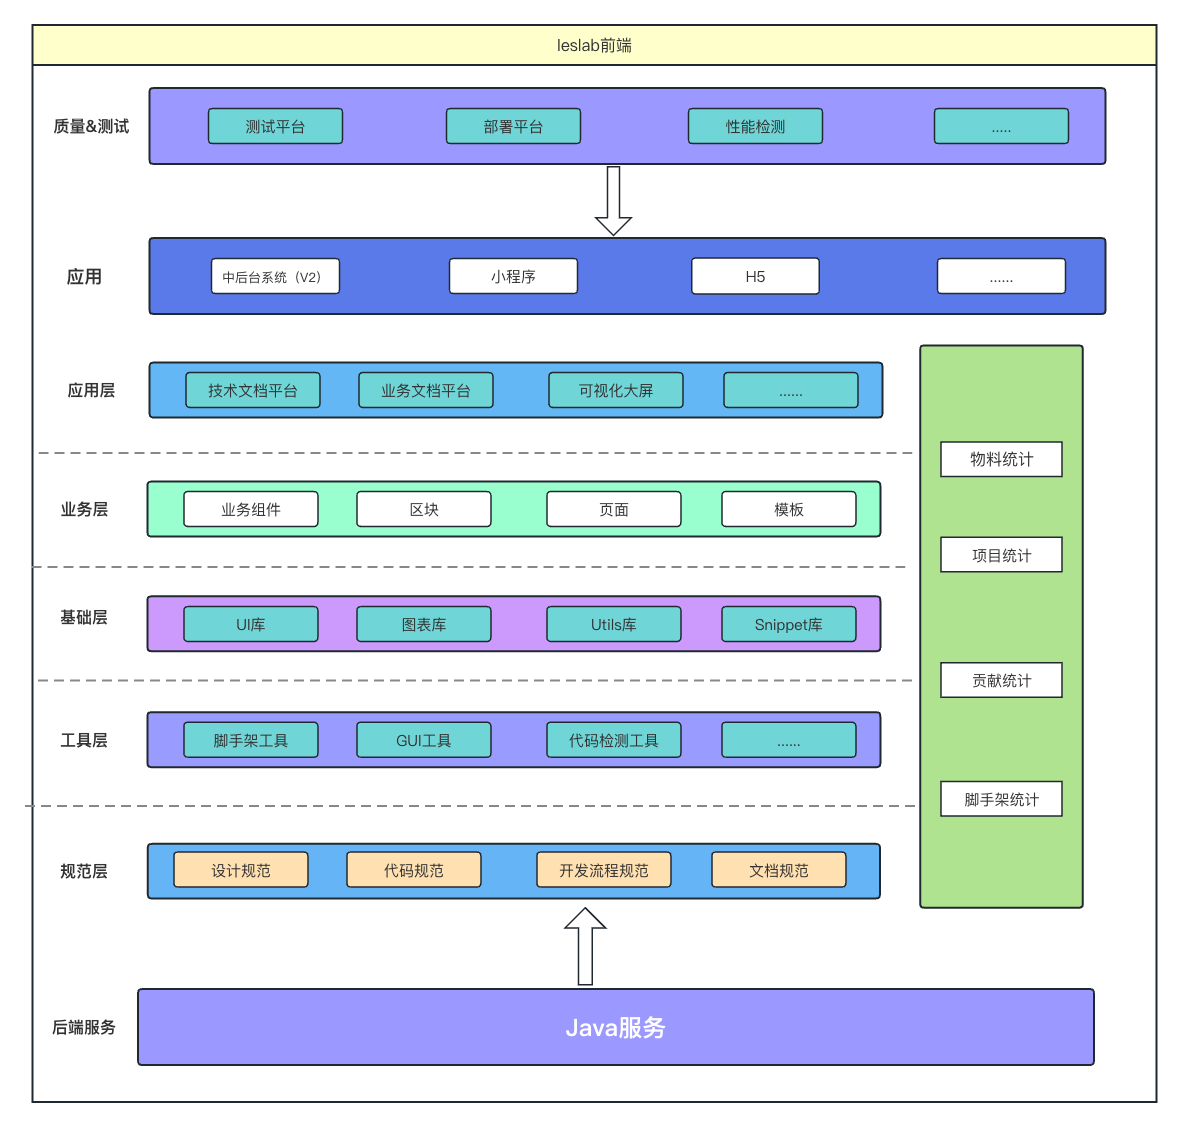 leslab前端
质量&测试
测试平台
部署平台
性能检测
.....
应用
中后台系统（V2）
小程序
H5
......
应用层
技术文档平台
业务文档平台
可视化大屏
......
物料统计
业务层
业务组件
区块
页面
模板
项目统计
基础层
UI库
图表库
Utils库
Snippet库
贡献统计
工具层
脚手架工具
GUI工具
代码检测工具
......
脚手架统计
规范层
设计规范
代码规范
开发流程规范
文档规范
后端服务
Java服务